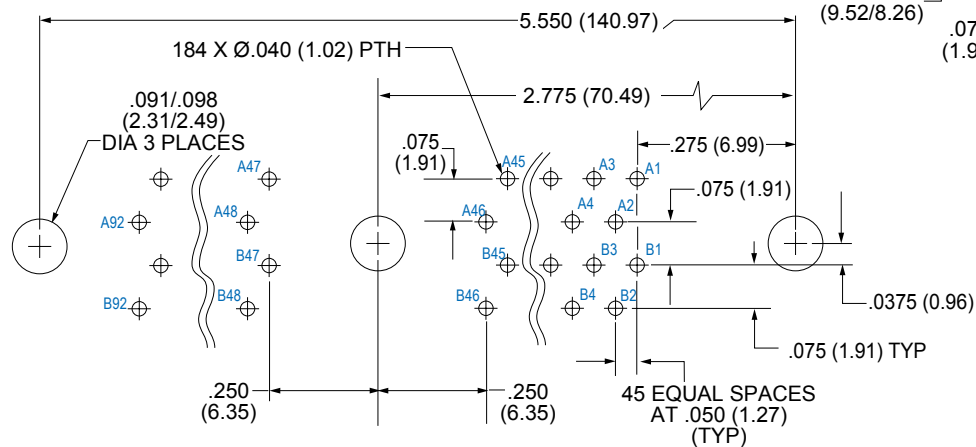 5.550 (140.97)
(9.52/8.26)
184 X Ø.040 (1.02) PTH
2.775 (70.49)
.091/.098
(2.31/2.49)
DIA 3 PLACES
.075
(1.91)
.275 (6.99)
A47
A45
A3
A1
.075 (1.91)
A92
A48
A46
A4
A2
B47
B45
B3
B1
B92
B48
B46
B4
B2
.0375 (0.96)
.075 (1.91) TYP
.250
(6.35)
.250
(6.35)
45 EQUAL SPACES
AT .050 (1.27)
(TYP)